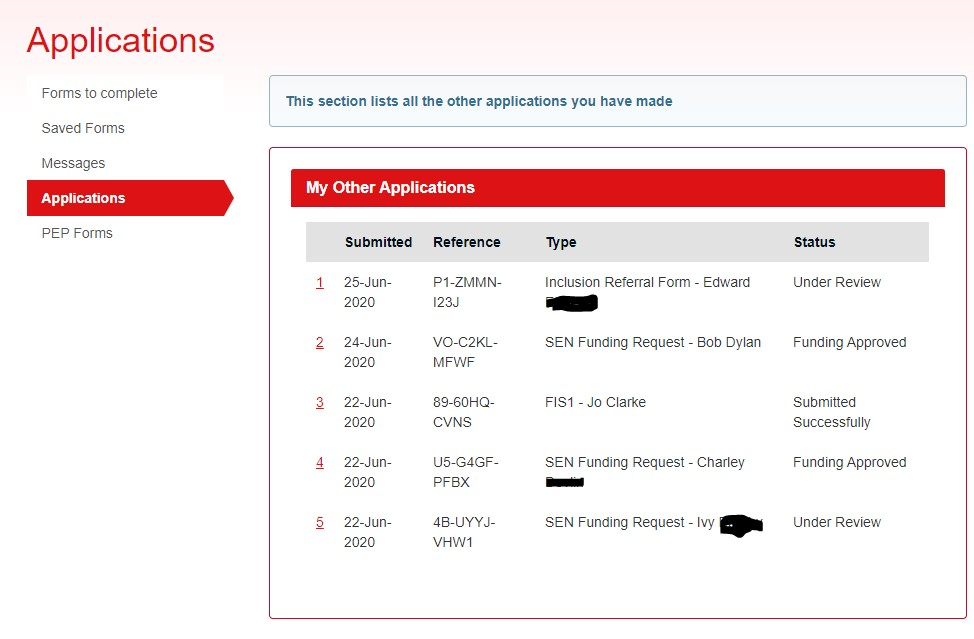 Applications
Forms to complete
Saved Forms
Messages
Applications
PEP Forms
This section lists all the other applications you have made
My Other Applications
Submitted Reference Type Status
1 25-Jun- P1-ZMMN- Inclusion Referral Form - Edward Under Review
2020 I23J
2 24-Jun- VO-C2KL- SEN Funding Request - Bob Dylan Funding Approved
2020 MFWF
3 22-Jun- 89-60HQ- FIS1 - Jo Clarke Submitted
2020 CVNS Successfully
4 22-Jun- U5-G4GF- SEN Funding Request - Charley Funding Approved
2020 PFBX
5 22-Jun- 4B-UYYJ- SEN Funding Request - Ivy Under Review
2020 VHW1